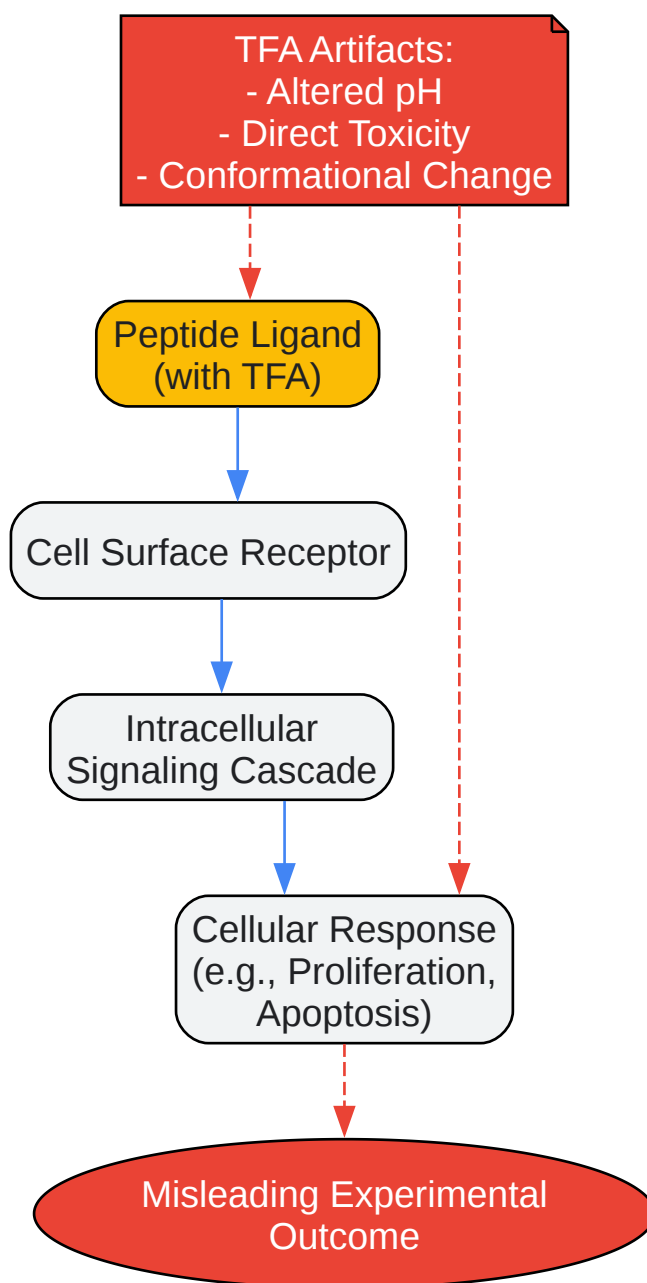 TFA Artifacts:
- Altered pH
- Direct Toxicity
- Conformational Change
Peptide Ligand
(with TFA)
Cell Surface Receptor
Intracellular
Signaling Cascade
Cellular Response
(e.g., Proliferation,
Apoptosis)
Misleading Experimental
Outcome